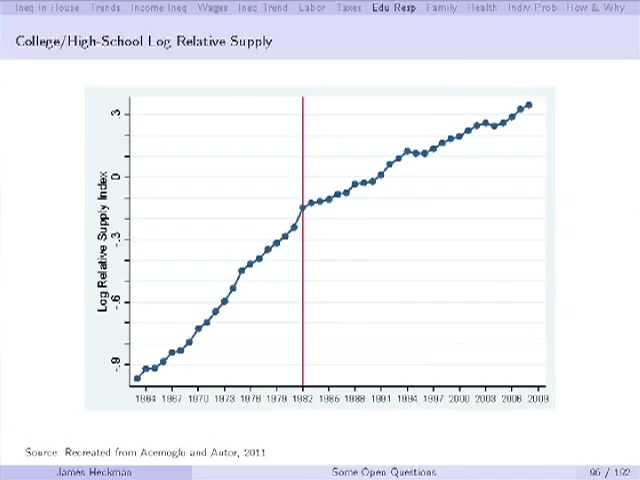 Ineq in House Trends Income Ineq Wages Ineq Trend Labor Taxes Edu Resp Family Health Indiv Prob How & Why
College/High-School Log Relative Supply
Log Relative Supply Index
.3
0
-.3
-.6
-.9
1964 1967 1970 1973 1976 1979 1982 1985 1988 1991 1994 1997 2000 2003 2006 2009
Source: Recreated from Acemoglu and Autor, 2011
James Heckman Some Open Questions 96 / 192